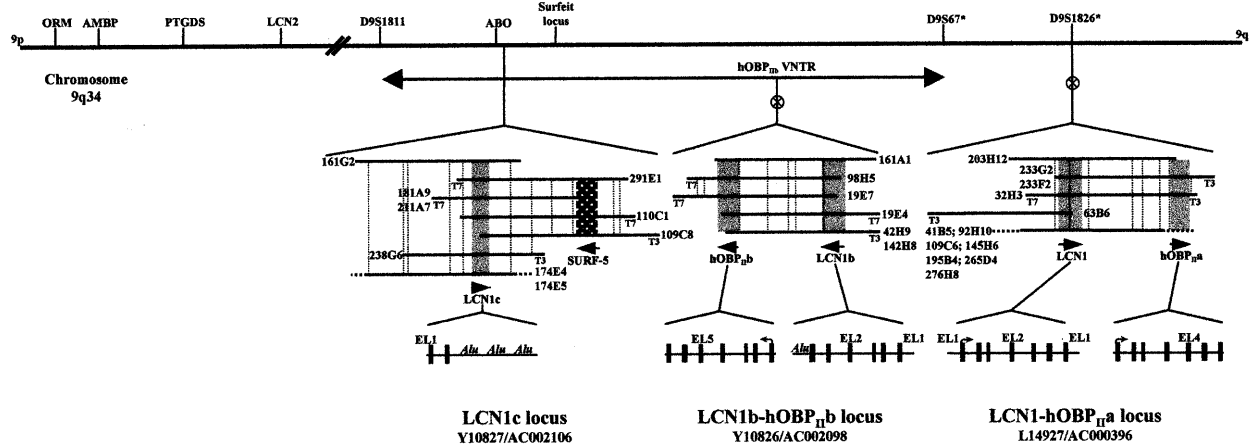 ORM AMBP PTGDS LCN2 D9S1811 ABO Surfeit locus D9S67* D9S1826*
9p 9q
Chromosome
9q34
hOBPIIb VNTR
161G2
291E1
T7
181A9
T7
211A7
110C1
T7
109C8
T3
238G6
T3
174E4
174E5
SURF-5
LCN1c
161A1
98H5
T7
19E7
T7
19E4
T7
42H9
T3
142H8
hOBPIIb LCN1b
203H12
233G2
233F2
T3
32H3
T7
T3
63B6
T3
41B5; 92H10
109C6; 145H6
195B4; 265D4
276H8
LCN1 hOBPIIa
EL1 Alu Alu Alu
EL5
Alu EL2 EL1
EL1 EL2 EL1
EL4
LCN1c locus
Y10827/AC002106
LCN1b-hOBPIIb locus
Y10826/AC002098
LCN1-hOBPIIa locus
L14927/AC000396